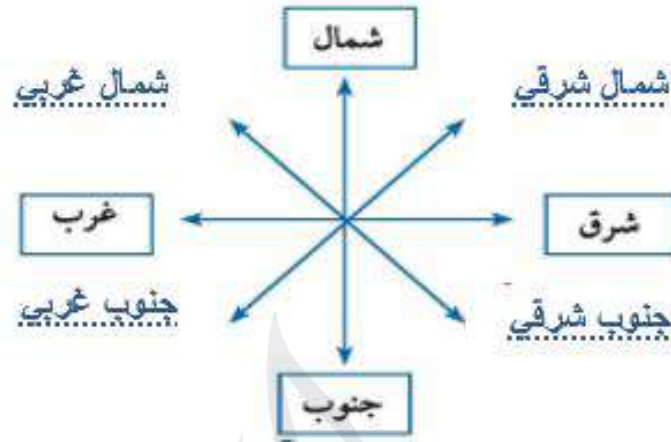 شمال
شمال شرقي
شمال غربي
شرق
غرب
جنوب شرقي
جنوب غربي
جنوب